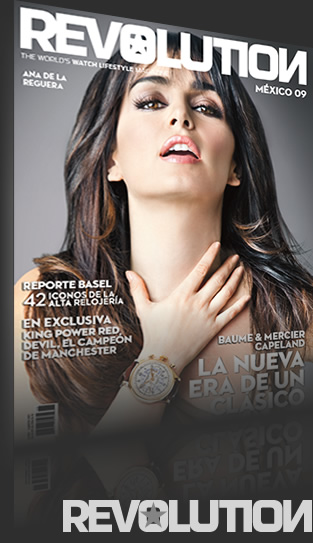 REVOLUTION
THE WORLD'S WATCH LIFESTYLE
MÉXICO 09
ANA DE LA
REGUERA
REPORTE BASEL
42 ICONOS DE LA
ALTA RELOJERÍA
EN EXCLUSIVA
KING POWER RED
DEVIL, EL CAMPEÓN
DE MANCHESTER
BAUME & MERCIER
CAPELAND
LA NUEVA
ERA DE UN
CLÁSICO
REVOLUTION